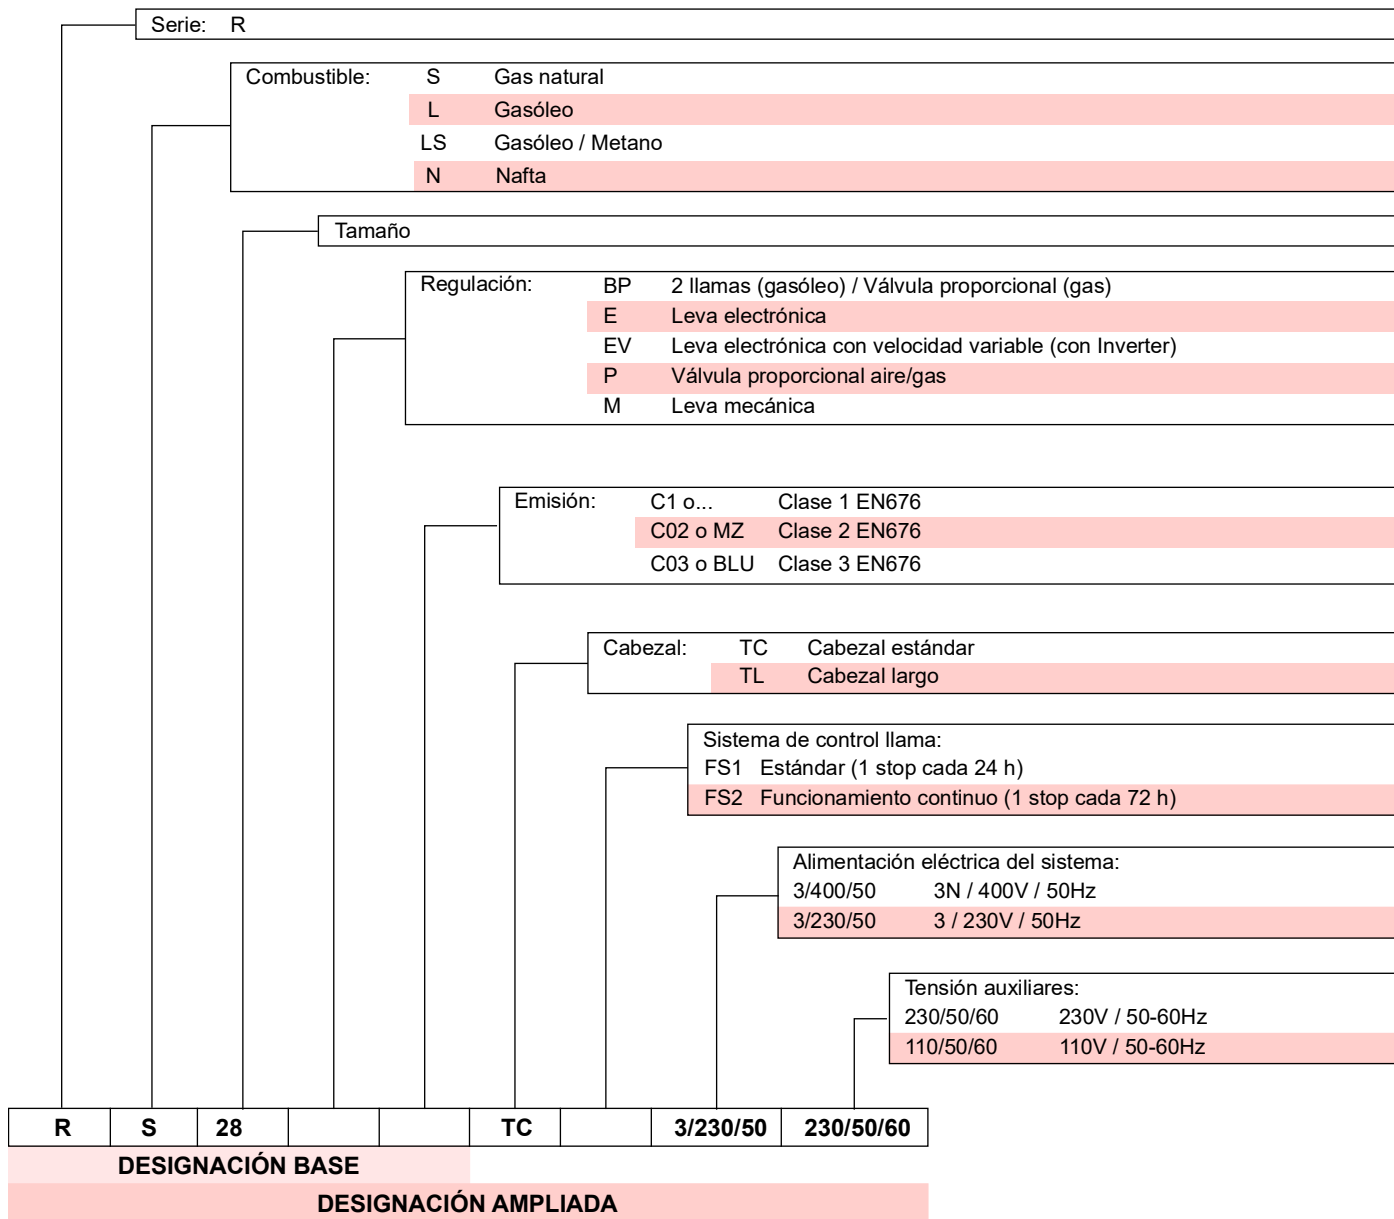 Serie: R
Combustible: S Gas natural
L Gasóleo
LS Gasóleo / Metano
N Nafta
Tamaño
Regulación: BP 2 llamas (gasóleo) / Válvula proporcional (gas)
E Leva electrónica
EV Leva electrónica con velocidad variable (con Inverter)
P Válvula proporcional aire/gas
M Leva mecánica
Emisión: C1 o... Clase 1 EN676
C02 o MZ Clase 2 EN676
C03 o BLU Clase 3 EN676
Cabezal: TC Cabezal estándar
TL Cabezal largo
Sistema de control llama:
FS1 Estándar (1 stop cada 24 h)
FS2 Funcionamiento continuo (1 stop cada 72 h)
Alimentación eléctrica del sistema:
3/400/50 3N / 400V / 50Hz
3/230/50 3 / 230V / 50Hz
Tensión auxiliares:
230/50/60 230V / 50-60Hz
110/50/60 110V / 50-60Hz
R S 28 TC 3/230/50 230/50/60
DESIGNACIÓN BASE
DESIGNACIÓN AMPLIADA